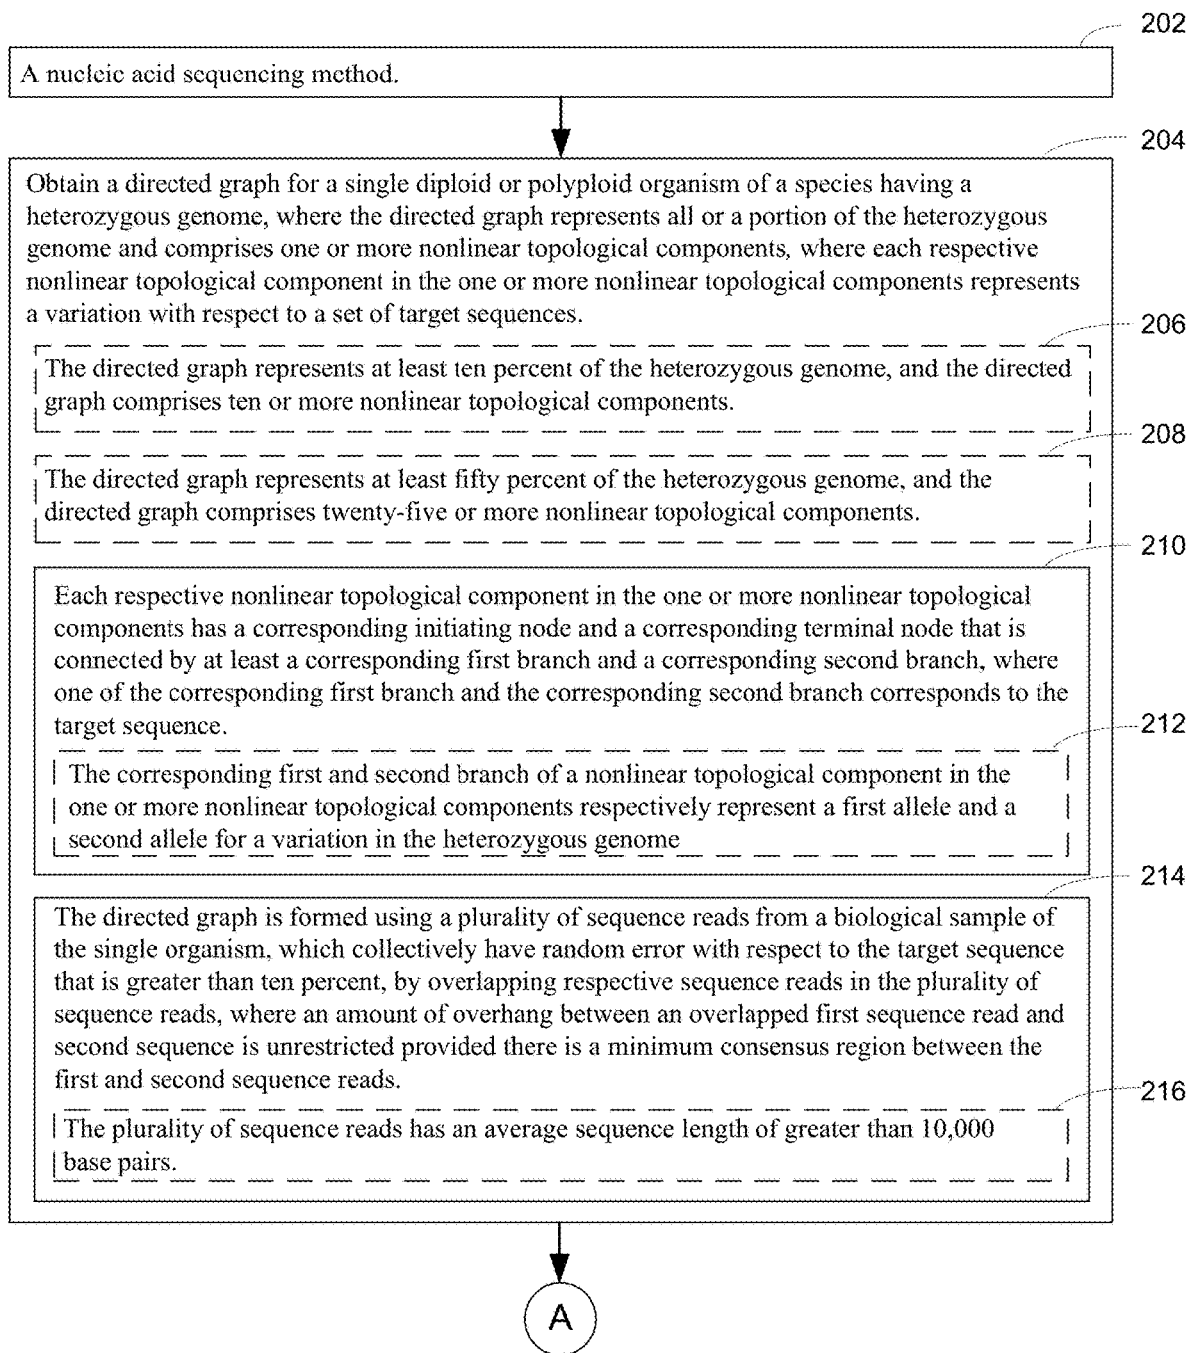 202
A nucleic acid sequencing method.
204
Obtain a directed graph for a single diploid or polyploid organism of a species having a
heterozygous genome, where the directed graph represents all or a portion of the heterozygous
genome and comprises one or more nonlinear topological components, where each respective
nonlinear topological component in the one or more nonlinear topological components represents
a variation with respect to a set of target sequences.
206
The directed graph represents at least ten percent of the heterozygous genome, and the directed
graph comprises ten or more nonlinear topological components.
208
The directed graph represents at least fifty percent of the heterozygous genome, and the
directed graph comprises twenty-five or more nonlinear topological components.
210
Each respective nonlinear topological component in the one or more nonlinear topological
components has a corresponding initiating node and a corresponding terminal node that is
connected by at least a corresponding first branch and a corresponding second branch, where
one of the corresponding first branch and the corresponding second branch corresponds to the
target sequence.
212
The corresponding first and second branch of a nonlinear topological component in the
one or more nonlinear topological components respectively represent a first allele and a
second allele for a variation in the heterozygous genome
214
The directed graph is formed using a plurality of sequence reads from a biological sample of
the single organism, which collectively have random error with respect to the target sequence
that is greater than ten percent, by overlapping respective sequence reads in the plurality of
sequence reads, where an amount of overhang between an overlapped first sequence read and
second sequence is unrestricted provided there is a minimum consensus region between the
first and second sequence reads.
216
The plurality of sequence reads has an average sequence length of greater than 10,000
base pairs.
A